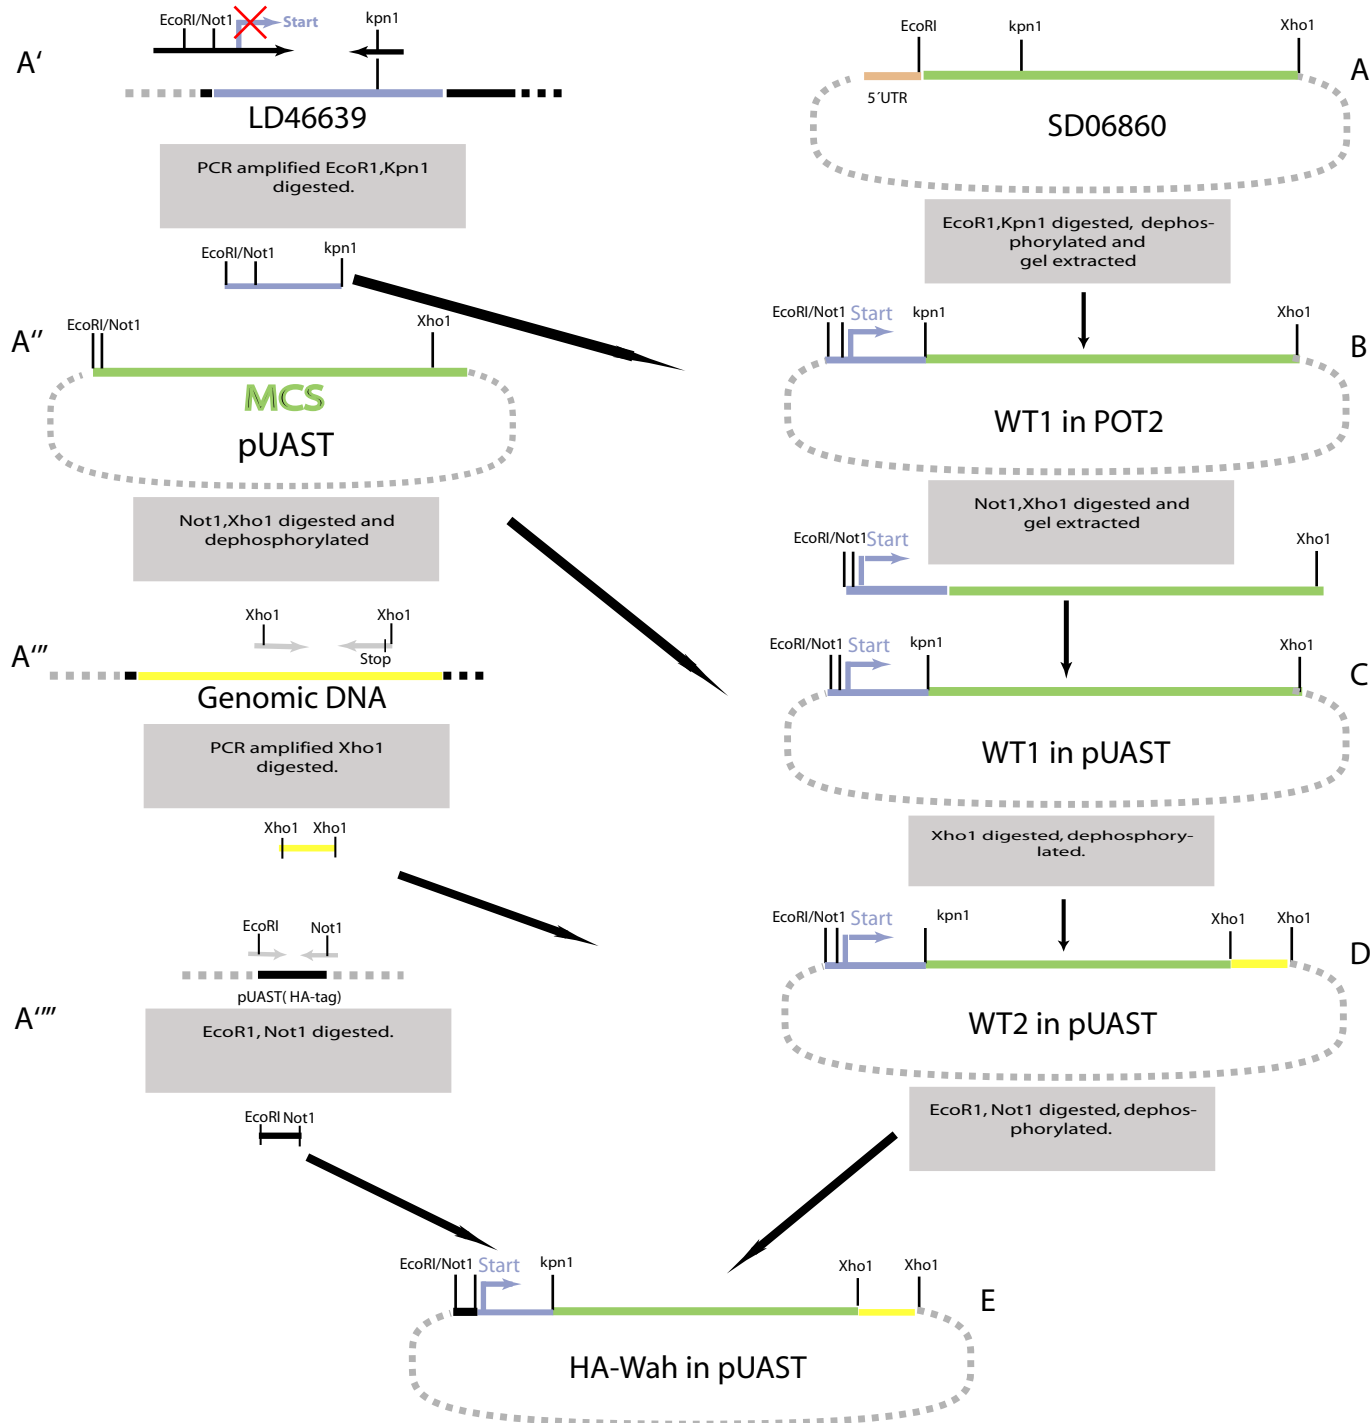 EcoRI/Not1
Start
kpn1
A'
LD46639
PCR amplified EcoR1,Kpn1
digested.
EcoRI/Not1
kpn1
A''
EcoRI/Not1
Xho1
MCS
pUAST
Not1,Xho1 digested and
dephosphorylated
A'''
Xho1
Xho1
Stop
Genomic DNA
PCR amplified Xho1
digested.
Xho1
Xho1
A''''
EcoRI
Not1
pUAST( HA-tag)
EcoR1, Not1 digested.
EcoRI
Not1
EcoRI
kpn1
Xho1
A
5´UTR
SD06860
EcoR1,Kpn1 digested, dephos-
phorylated and
gel extracted
EcoRI/Not1
Start
kpn1
Xho1
B
WT1 in POT2
Not1,Xho1 digested and
gel extracted
EcoRI/Not1
Start
Xho1
EcoRI/Not1
Start
kpn1
Xho1
C
WT1 in pUAST
Xho1 digested, dephosphory-
lated.
EcoRI/Not1
Start
kpn1
Xho1
Xho1
D
WT2 in pUAST
EcoR1, Not1 digested, dephos-
phorylated.
EcoRI/Not1
Start
kpn1
Xho1
Xho1
E
HA-Wah in pUAST